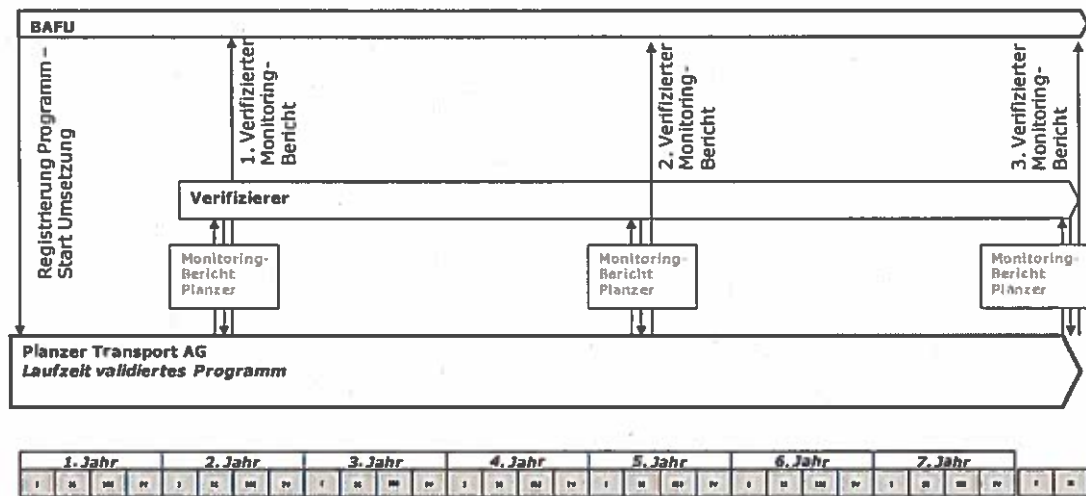 BAFU
Registrierung Programm –
Start Umsetzung
1. Verifizierter
Monitoring-
Bericht
2. Verifizierter
Monitoring-
Bericht
3. Verifizierter
Monitoring-
Bericht
Verifizierer
Monitoring-
Bericht
Planzer
Monitoring-
Bericht
Planzer
Monitoring-
Bericht
Planzer
Planzer Transport AG
Laufzeit validiertes Programm
1. Jahr 2. Jahr 3. Jahr 4. Jahr 5. Jahr 6. Jahr 7. Jahr